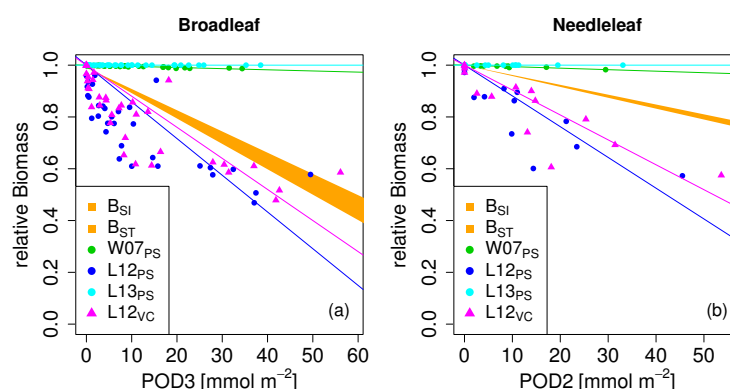 Broadleaf
relative Biomass
1.0
0.8
0.6
0.4
0.2
0.0
B_SI
B_ST
W07_PS
L12_PS
L13_PS
L12_VC
(a)
0 10 20 30 40 50 60
POD3 [mmol m⁻²]
Needleleaf
relative Biomass
1.0
0.8
0.6
0.4
0.2
0.0
B_SI
B_ST
W07_PS
L12_PS
L13_PS
L12_VC
(b)
0 10 20 30 40 50
POD2 [mmol m⁻²]